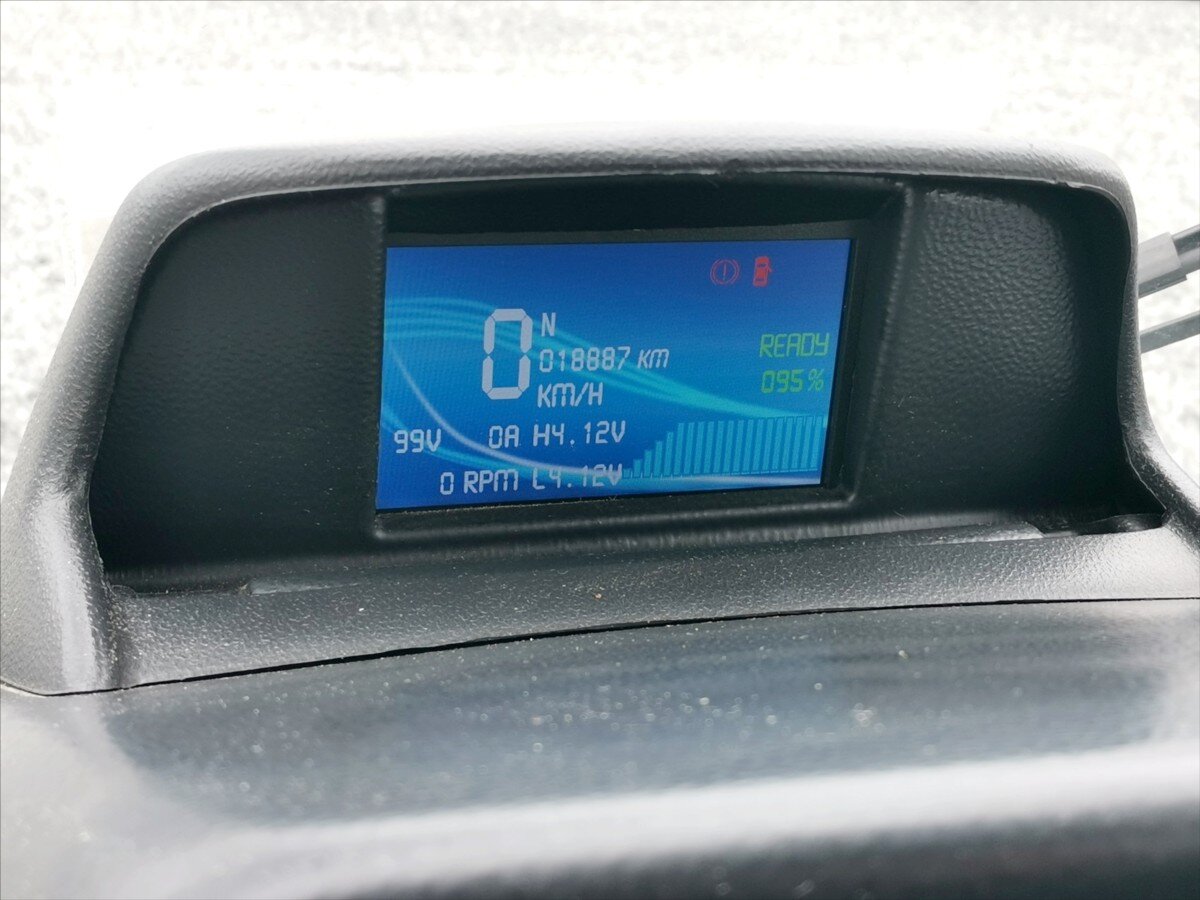 0 N
018887 KM
KM/H
READY
095%
99V 0A H4.12V
0 RPM L4.12V